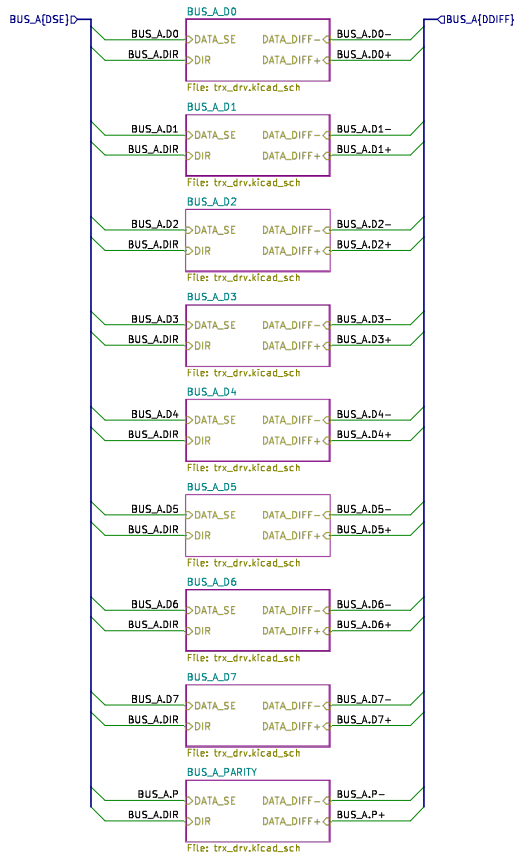 BUS_A{DSE} BUS_A{DDIFF}
BUS_A_D0
BUS_A.D0 DATA_SE DATA_DIFF- BUS_A.D0-
BUS_A.DIR DIR DATA_DIFF+ BUS_A.D0+
File: trx_drv.kicad_sch
BUS_A_D1
BUS_A.D1 DATA_SE DATA_DIFF- BUS_A.D1-
BUS_A.DIR DIR DATA_DIFF+ BUS_A.D1+
File: trx_drv.kicad_sch
BUS_A_D2
BUS_A.D2 DATA_SE DATA_DIFF- BUS_A.D2-
BUS_A.DIR DIR DATA_DIFF+ BUS_A.D2+
File: trx_drv.kicad_sch
BUS_A_D3
BUS_A.D3 DATA_SE DATA_DIFF- BUS_A.D3-
BUS_A.DIR DIR DATA_DIFF+ BUS_A.D3+
File: trx_drv.kicad_sch
BUS_A_D4
BUS_A.D4 DATA_SE DATA_DIFF- BUS_A.D4-
BUS_A.DIR DIR DATA_DIFF+ BUS_A.D4+
File: trx_drv.kicad_sch
BUS_A_D5
BUS_A.D5 DATA_SE DATA_DIFF- BUS_A.D5-
BUS_A.DIR DIR DATA_DIFF+ BUS_A.D5+
File: trx_drv.kicad_sch
BUS_A_D6
BUS_A.D6 DATA_SE DATA_DIFF- BUS_A.D6-
BUS_A.DIR DIR DATA_DIFF+ BUS_A.D6+
File: trx_drv.kicad_sch
BUS_A_D7
BUS_A.D7 DATA_SE DATA_DIFF- BUS_A.D7-
BUS_A.DIR DIR DATA_DIFF+ BUS_A.D7+
File: trx_drv.kicad_sch
BUS_A_PARITY
BUS_A.P DATA_SE DATA_DIFF- BUS_A.P-
BUS_A.DIR DIR DATA_DIFF+ BUS_A.P+
File: trx_drv.kicad_sch